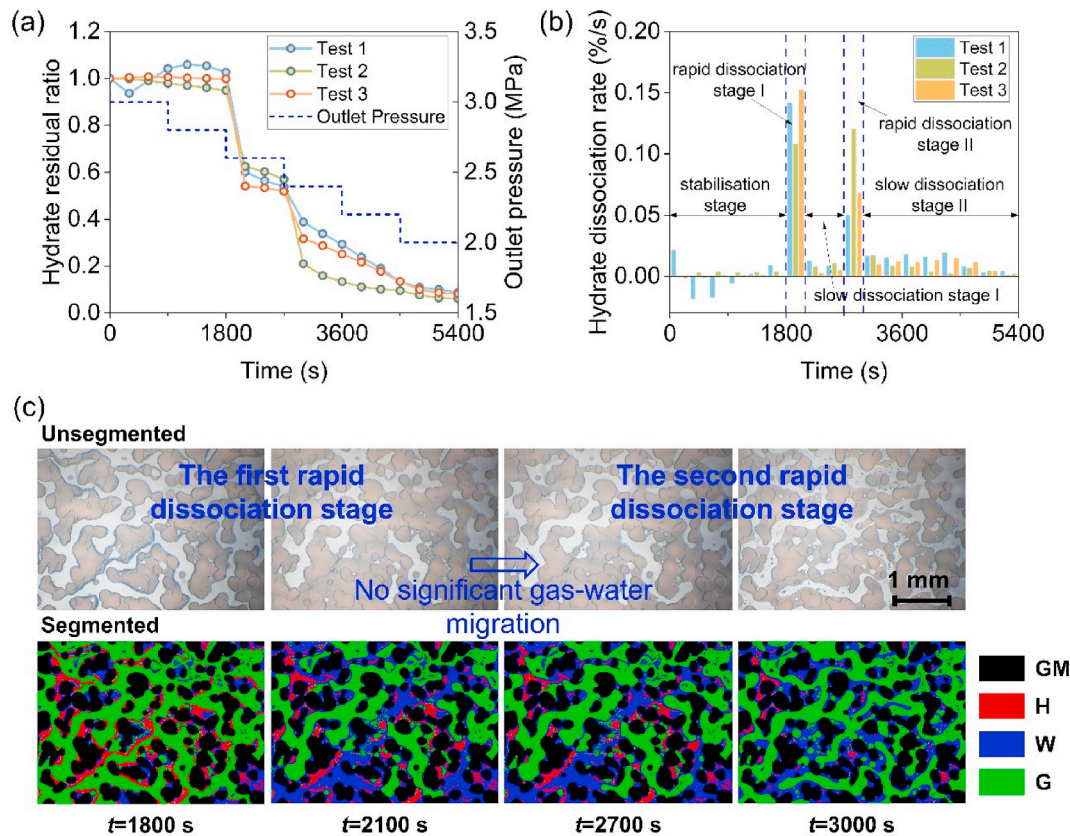 (a)
Hydrate residual ratio
1.2
1.0
0.8
0.6
0.4
0.2
0.0
Test 1
Test 2
Test 3
Outlet Pressure
3.5
3.0
2.5
2.0
1.5
Outlet pressure (MPa)
0
1800
3600
5400
Time (s)
(b)
Hydrate dissociation rate (%/s)
0.20
0.15
0.10
0.05
0.00
Test 1
Test 2
Test 3
rapid dissociation
stage I
rapid dissociation
stage II
stabilisation
stage
slow dissociation
stage II
slow dissociation stage I
0
1800
3600
5400
Time (s)
(c)
Unsegmented
The first rapid
dissociation stage
The second rapid
dissociation stage
No significant gas-water
migration
1 mm
Segmented
GM
H
W
G
t=1800 s
t=2100 s
t=2700 s
t=3000 s